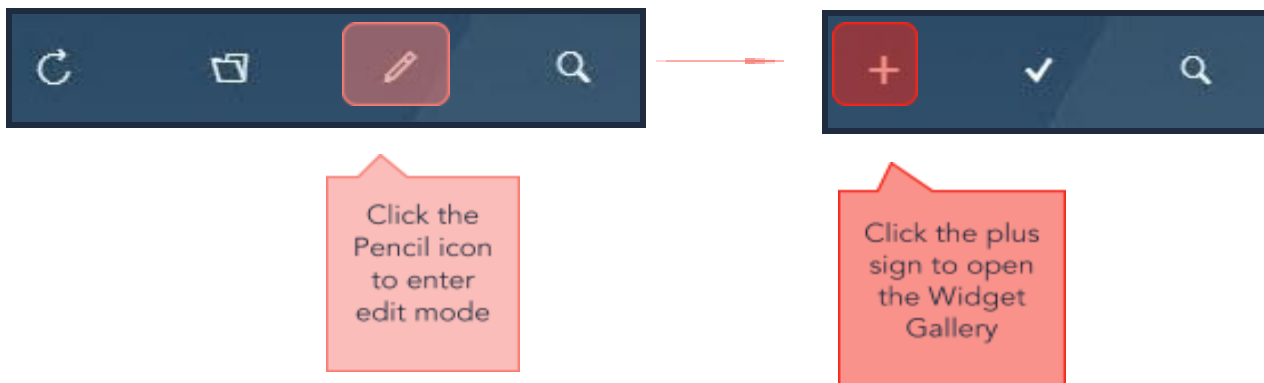 Click the
Pencil icon
to enter
edit mode
Click the plus
sign to open
the Widget
Gallery